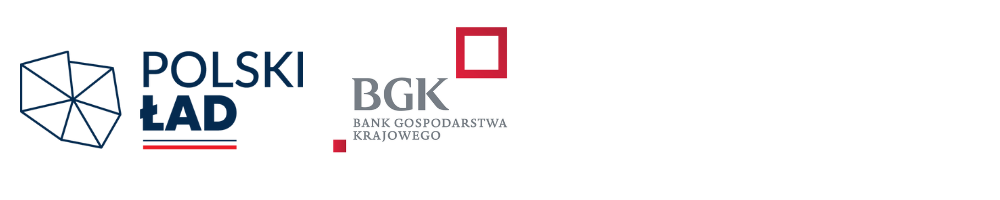 POLSKI
ŁAD
BGK
BANK GOSPODARSTWA
KRAJOWEGO